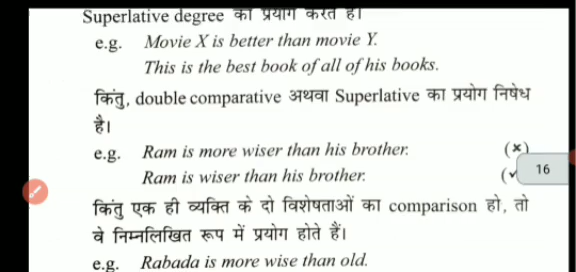 Superlative degree का प्रयोग करते हैं।
e.g. Movie X is better than movie Y.
This is the best book of all of his books.
किंतु, double comparative अथवा Superlative का प्रयोग निषेध
है।
e.g. Ram is more wiser than his brother. (×)
Ram is wiser than his brother. (✓
16
किंतु एक ही व्यक्ति के दो विशेषताओं का comparison हो, तो
वे निम्नलिखित रूप में प्रयोग होते हैं।
e.g. Rabada is more wise than old.